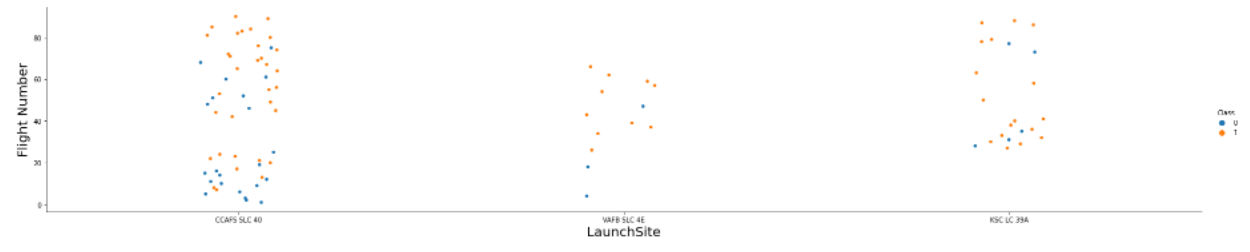 Flight Number
80
60
40
20
0
CCAFS SLC 40
VAFB SLC 4E
KSC LC 39A
LaunchSite
Class
0
1